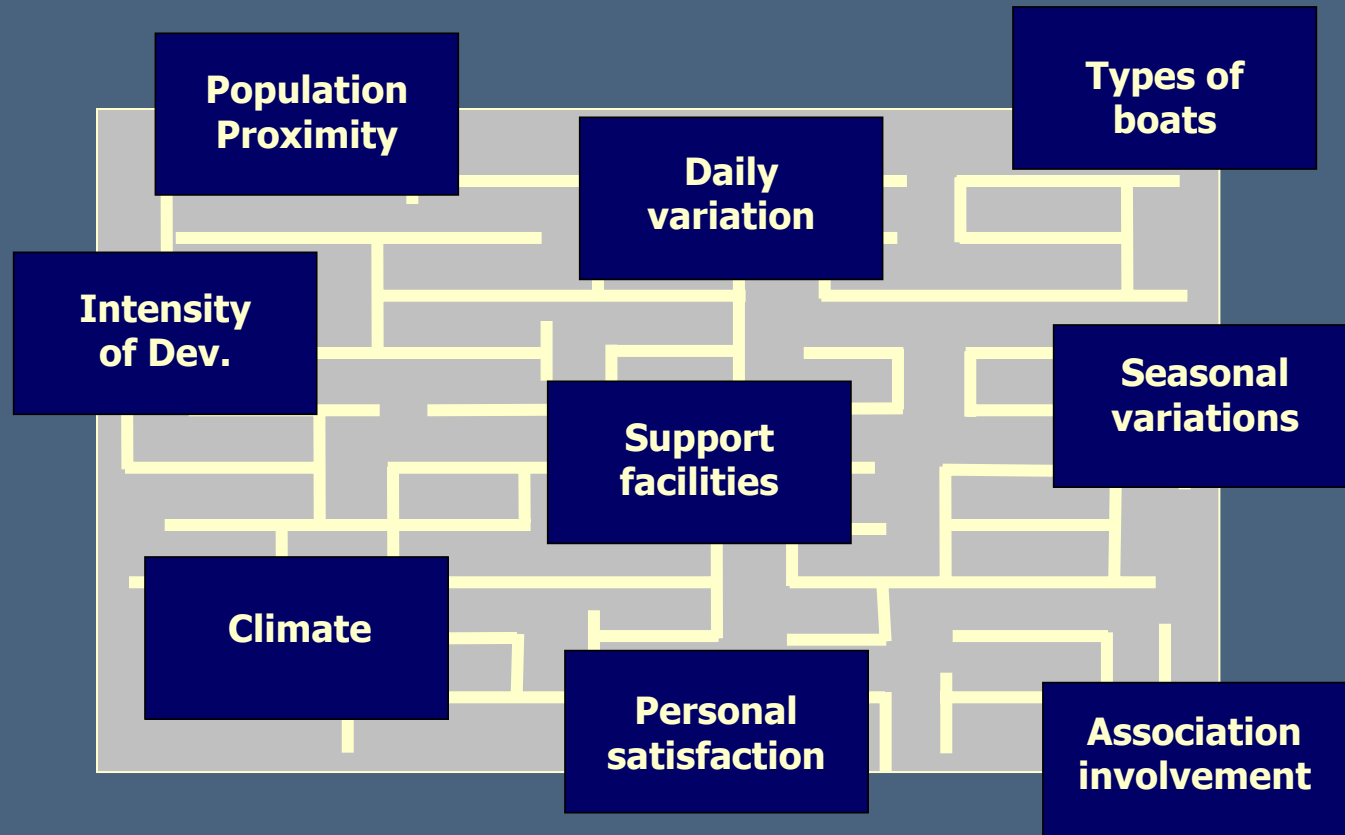 Population
Proximity
Types of
boats
Daily
variation
Intensity
of Dev.
Seasonal
variations
Support
facilities
Climate
Personal
satisfaction
Association
involvement